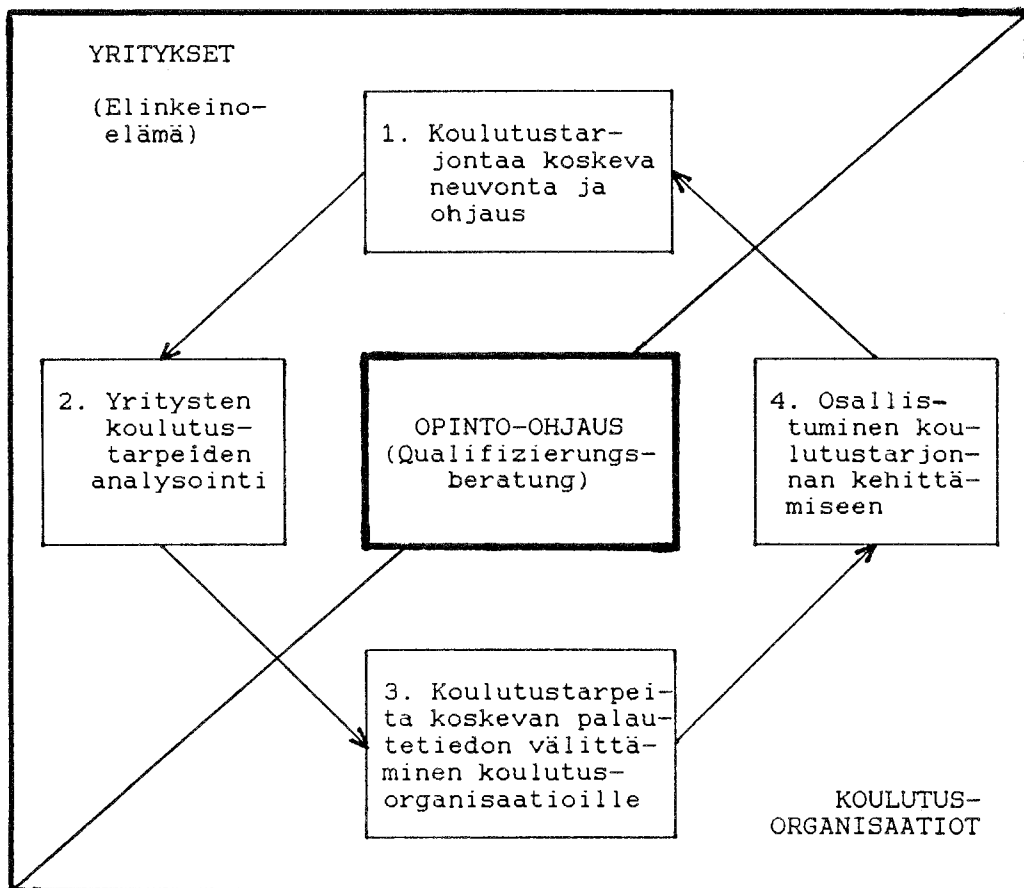 YRITYKSET
(Elinkeino-
elämä)
1. Koulutustar-
jontaa koskeva
neuvonta ja
ohjaus
2. Yritysten
koulutus-
tarpeiden
analysointi
OPINTO-OHJAUS
(Qualifizierungs-
beratung)
4. Osallis-
tuminen kou-
lutustarjon-
nan kehittä-
miseen
3. Koulutustarpei-
ta koskevan palau-
tetiedon välittä-
minen koulutus-
organisaatioille
KOULUTUS-
ORGANISAATIOT